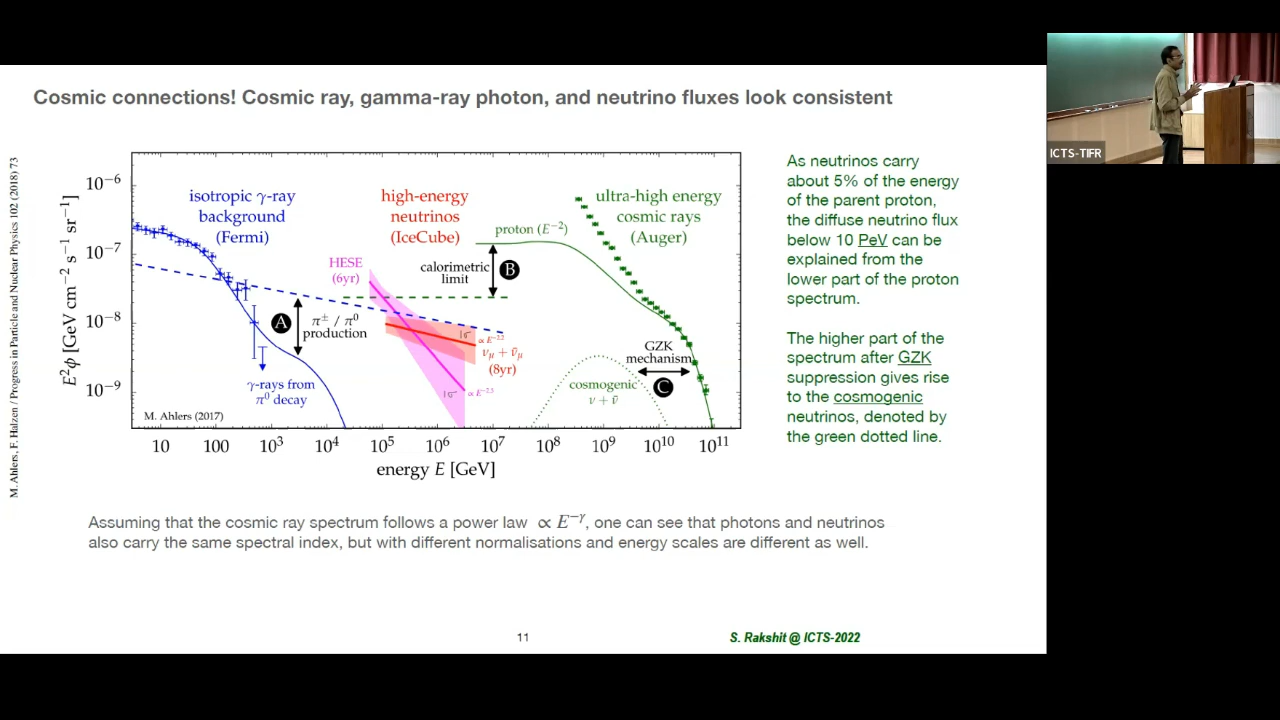 Cosmic connections! Cosmic ray, gamma-ray photon, and neutrino fluxes look consistent
ICTS-TIFR
M. Ahlers, F. Halzen / Progress in Particle and Nuclear Physics 102 (2018) 73
E²ϕ [GeV cm⁻² s⁻¹ sr⁻¹]
10⁻⁶
10⁻⁷
10⁻⁸
10⁻⁹
isotropic γ-ray
background
(Fermi)
high-energy
neutrinos
(IceCube)
ultra-high energy
cosmic rays
(Auger)
proton (E⁻²)
HESE
(6yr)
calorimetric
limit
B
A
π± / π⁰
production
1σ
∝ E⁻²·²
νμ + ν̄μ
(8yr)
GZK
mechanism
C
γ-rays from
π⁰ decay
cosmogenic
ν + ν̄
1σ
M. Ahlers (2017)
10
100
10³
10⁴
10⁵
10⁶
10⁷
10⁸
10⁹
10¹⁰
10¹¹
energy E [GeV]
As neutrinos carry
about 5% of the energy
of the parent proton,
the diffuse neutrino flux
below 10 PeV can be
explained from the
lower part of the proton
spectrum.
The higher part of the
spectrum after GZK
suppression gives rise
to the cosmogenic
neutrinos, denoted by
the green dotted line.
Assuming that the cosmic ray spectrum follows a power law ∝ E⁻ᵞ, one can see that photons and neutrinos
also carry the same spectral index, but with different normalisations and energy scales are different as well.
11
S. Rakshit @ ICTS-2022